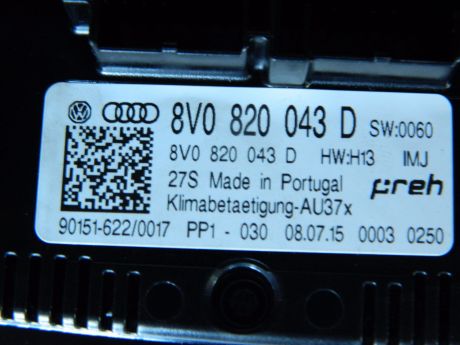 8V0 820 043 D SW:0060
8V0 820 043 D HW:H13 IMJ
27S Made in Portugal preh
Klimabetaetigung-AU37x
90151-622/0017 PP1 - 030 08.07.15 0003 0250